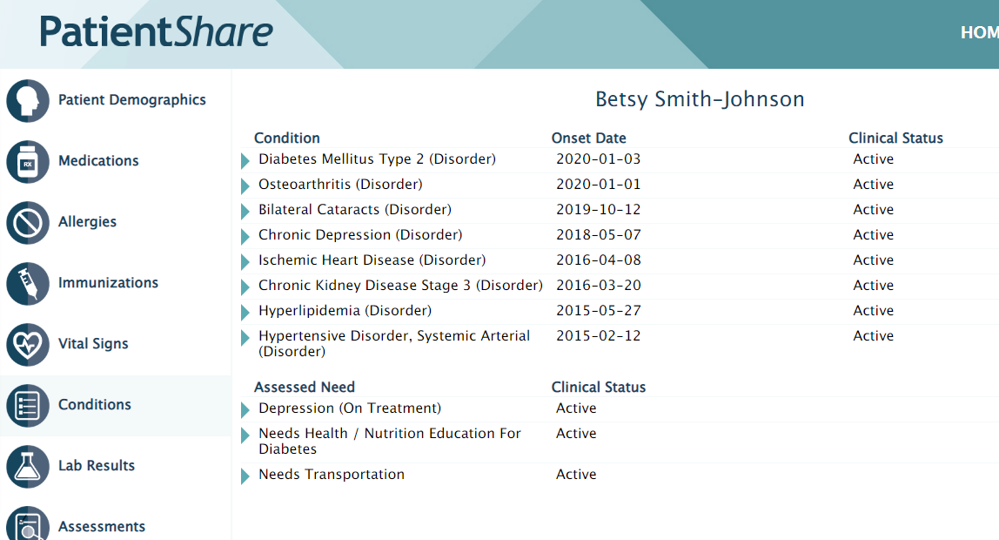 PatientShare
HOM
Patient Demographics
RX
Medications
Allergies
Immunizations
Vital Signs
Conditions
Lab Results
Assessments
Betsy Smith-Johnson
Condition Onset Date Clinical Status
Diabetes Mellitus Type 2 (Disorder) 2020-01-03 Active
Osteoarthritis (Disorder) 2020-01-01 Active
Bilateral Cataracts (Disorder) 2019-10-12 Active
Chronic Depression (Disorder) 2018-05-07 Active
Ischemic Heart Disease (Disorder) 2016-04-08 Active
Chronic Kidney Disease Stage 3 (Disorder) 2016-03-20 Active
Hyperlipidemia (Disorder) 2015-05-27 Active
Hypertensive Disorder, Systemic Arterial 2015-02-12 Active
(Disorder)
Assessed Need Clinical Status
Depression (On Treatment) Active
Needs Health / Nutrition Education For Active
Diabetes
Needs Transportation Active